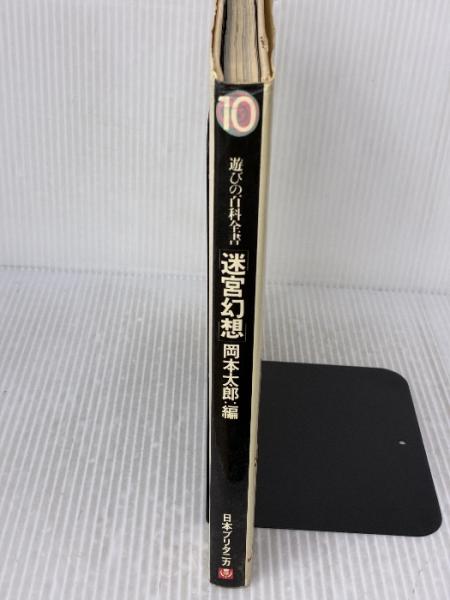 10
遊びの百科全書
[迷宮幻想]
岡本太郎:編
日本ブリタニカ